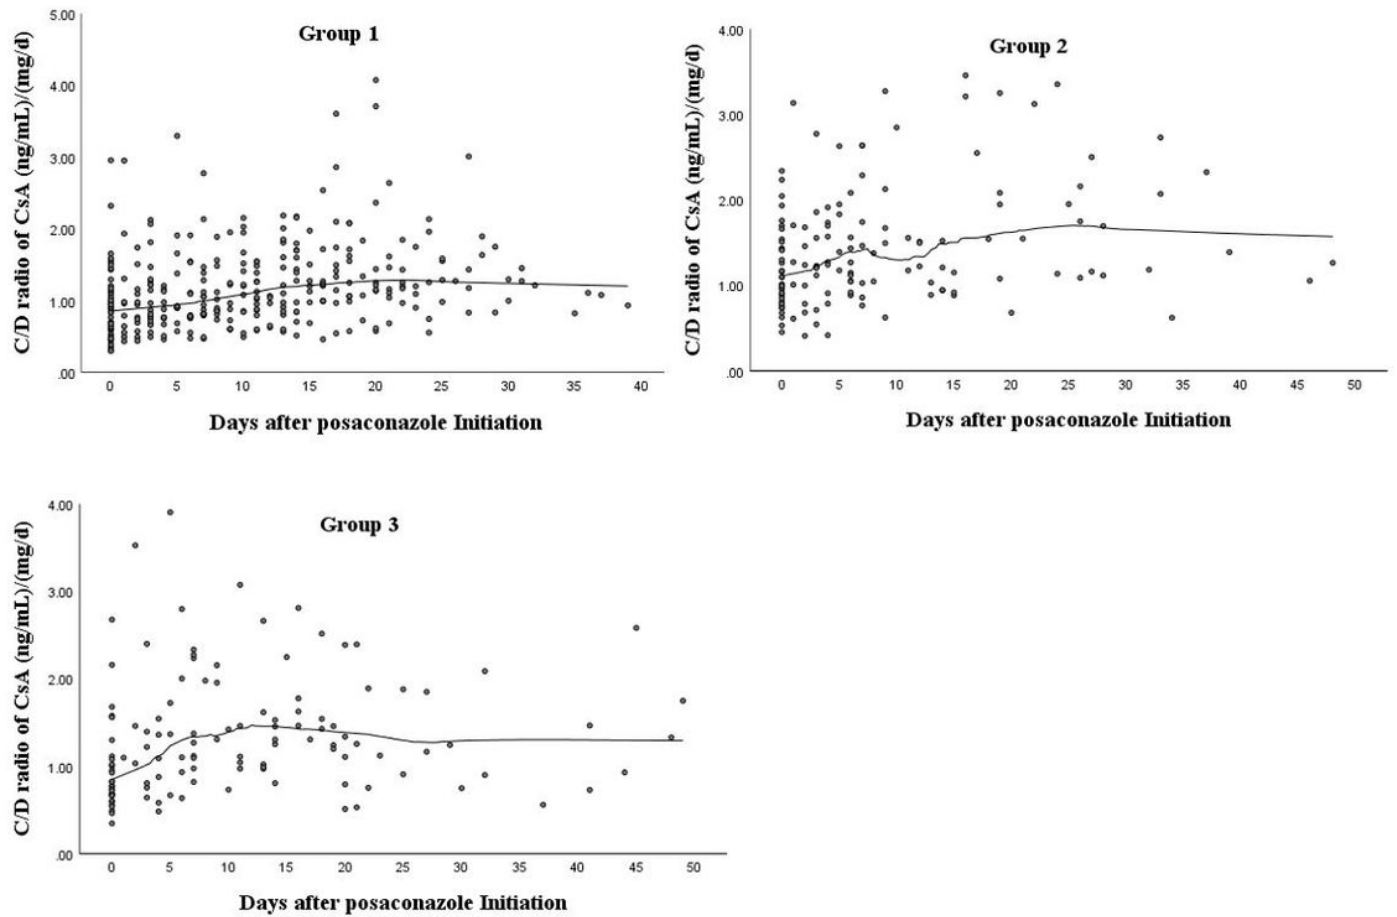 Group 1
C/D radio of CsA (ng/mL)/(mg/d)
5.00
4.00
3.00
2.00
1.00
.00
0 5 10 15 20 25 30 35 40
Days after posaconazole Initiation
Group 2
C/D radio of CsA (ng/mL)/(mg/d)
4.00
3.00
2.00
1.00
.00
0 5 10 15 20 25 30 35 40 45 50
Days after posaconazole Initiation
Group 3
C/D radio of CsA (ng/mL)/(mg/d)
4.00
3.00
2.00
1.00
.00
0 5 10 15 20 25 30 35 40 45 50
Days after posaconazole Initiation